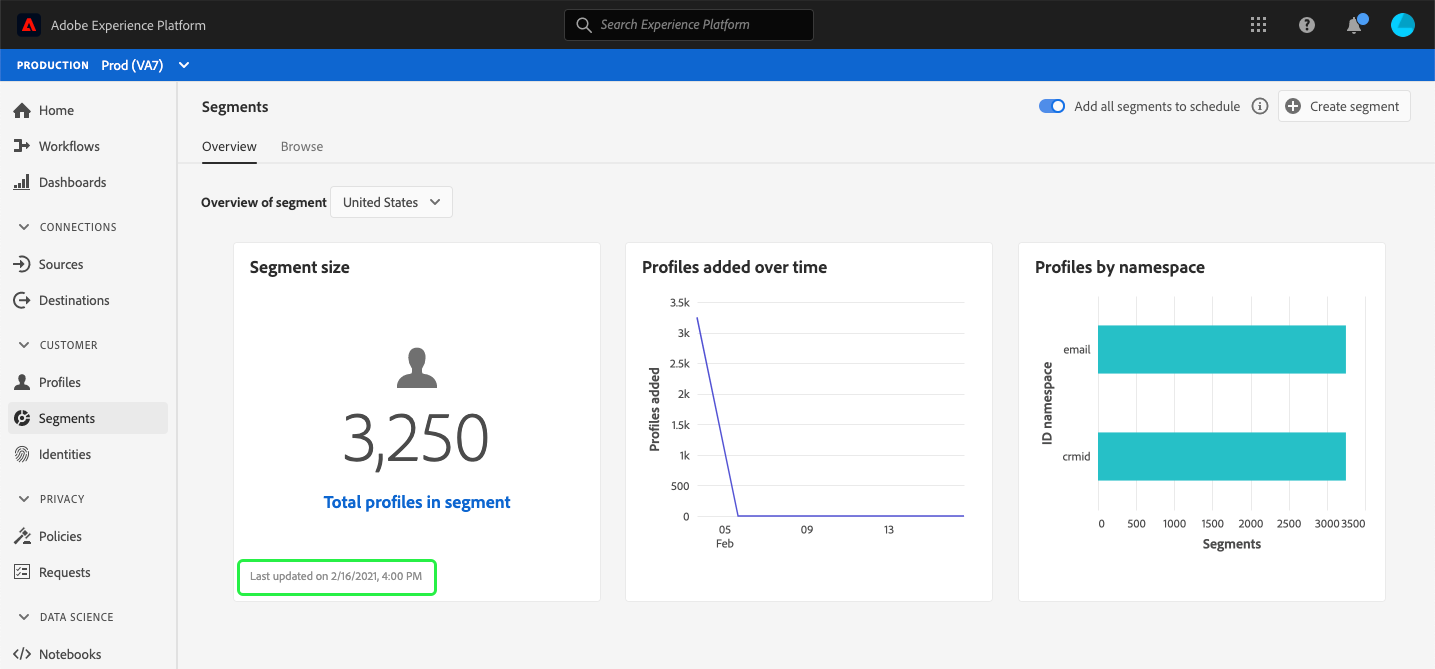 Adobe Experience Platform
Search Experience Platform
PRODUCTION Prod (VA7)
Home
Workflows
Dashboards
CONNECTIONS
Sources
Destinations
CUSTOMER
Profiles
Segments
Identities
PRIVACY
Policies
Requests
DATA SCIENCE
Notebooks
Segments
Add all segments to schedule
Create segment
Overview Browse
Overview of segment United States
Segment size
3,250
Total profiles in segment
Last updated on 2/16/2021, 4:00 PM
Profiles added over time
Profiles added
3.5k
3k
2.5k
2k
1.5k
1k
500
0
05 09 13
Feb
Profiles by namespace
ID namespace
email
crmid
0 500 1000 1500 2000 2500 3000 3500
Segments